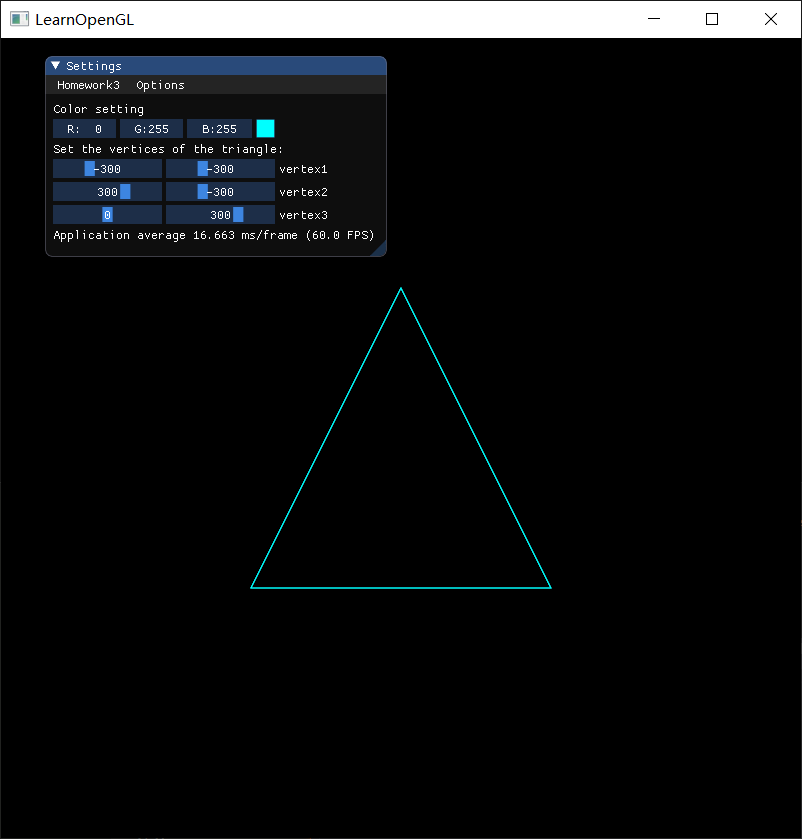 LearnOpenGL
Settings
Homework3 Options
Color setting
R: 0 G:255 B:255
Set the vertices of the triangle:
-300 -300 vertex1
300 -300 vertex2
0 300 vertex3
Application average 16.663 ms/frame (60.0 FPS)